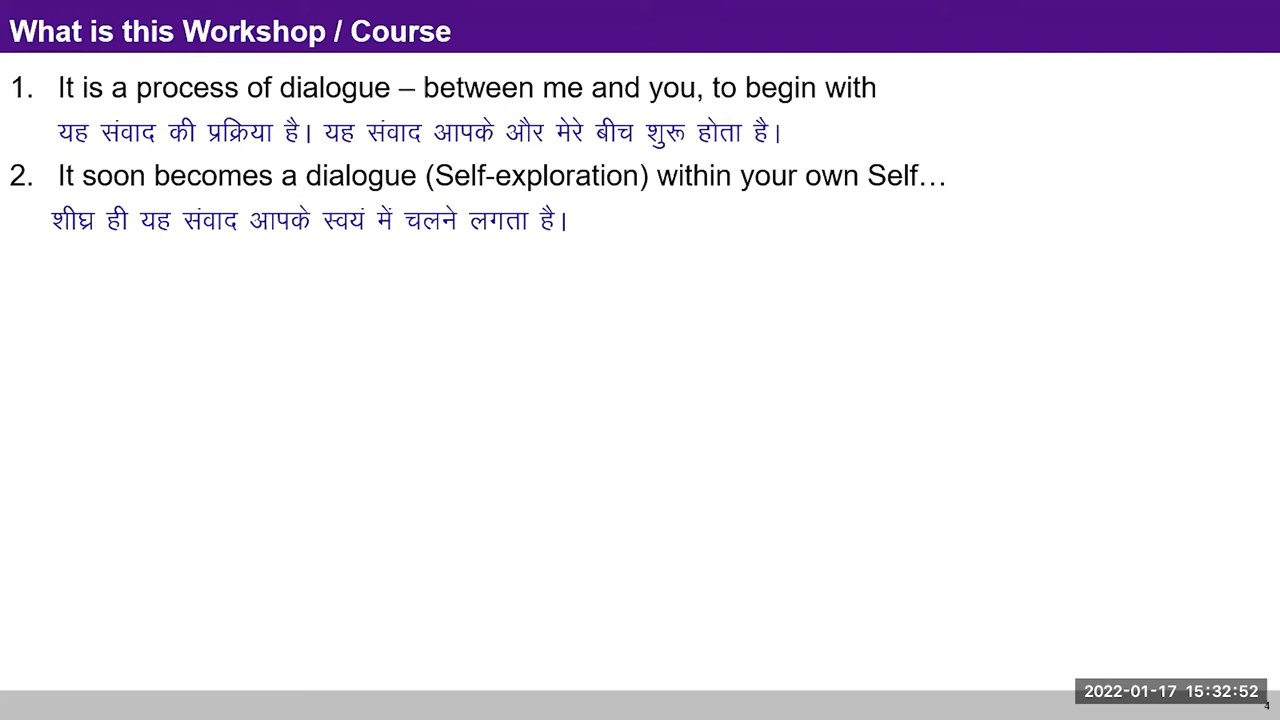 What is this Workshop / Course
1. It is a process of dialogue – between me and you, to begin with
यह संवाद की प्रक्रिया है। यह संवाद आपके और मेरे बीच शुरू होता है।
2. It soon becomes a dialogue (Self-exploration) within your own Self…
शीघ्र ही यह संवाद आपके स्वयं में चलने लगता है।
2022-01-17 15:32:52
4